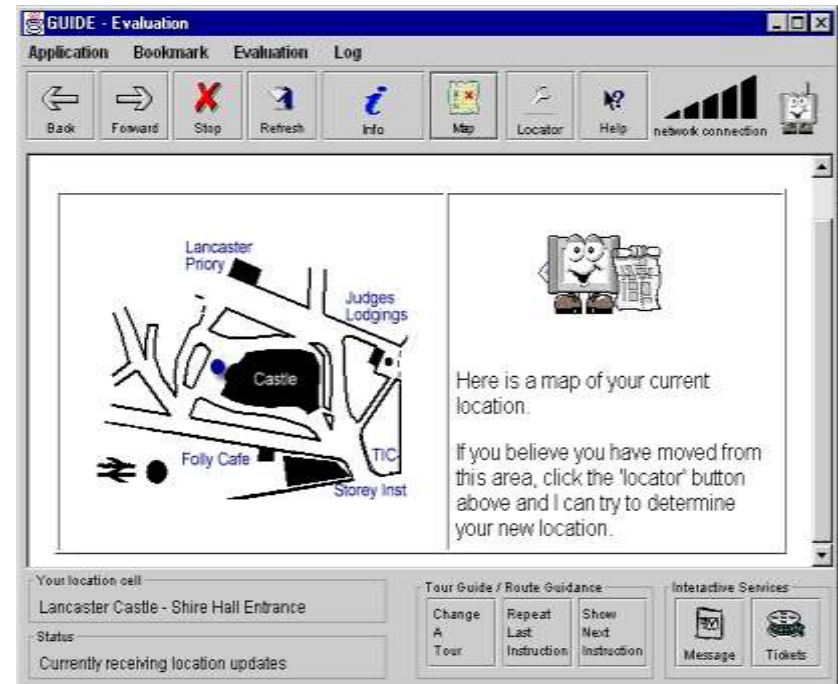 GUIDE - Evaluation
Application Bookmark Evaluation Log
Back Forward Stop Refresh Info Map Locator Help network connection
Lancaster
Priory
Judges
Lodgings
Castle
Folly Cafe
TIC
Storey Inst
Here is a map of your current
location.
If you believe you have moved from
this area, click the 'locator' button
above and I can try to determine
your new location.
Your location cell
Lancaster Castle - Shire Hall Entrance
Status
Currently receiving location updates
Tour Guide / Route Guidance
Change
A
Tour
Repeat
Last
Instruction
Show
Next
Instruction
Interactive Services
Message Tickets